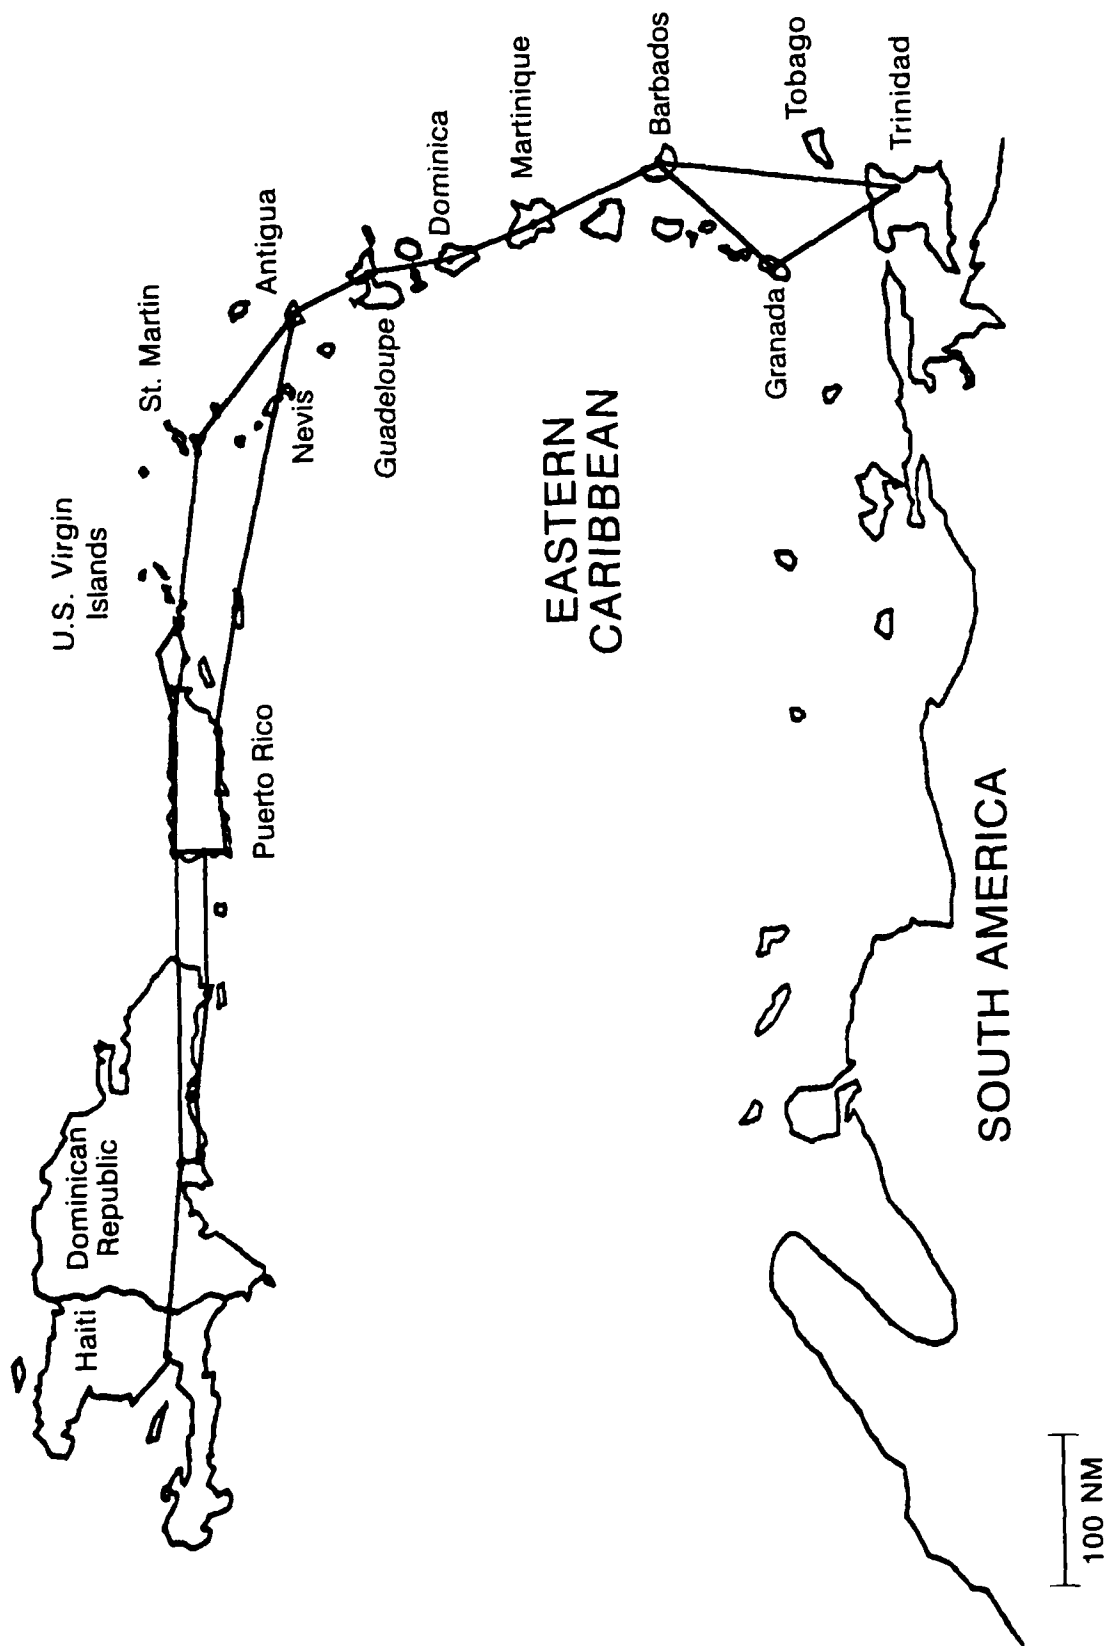 Haiti
Dominican
Republic
Puerto Rico
U.S. Virgin
Islands
St. Martin
Nevis
Antigua
Guadeloupe
Dominica
Martinique
Barbados
Granada
Tobago
Trinidad
EASTERN
CARIBBEAN
SOUTH AMERICA
100 NM